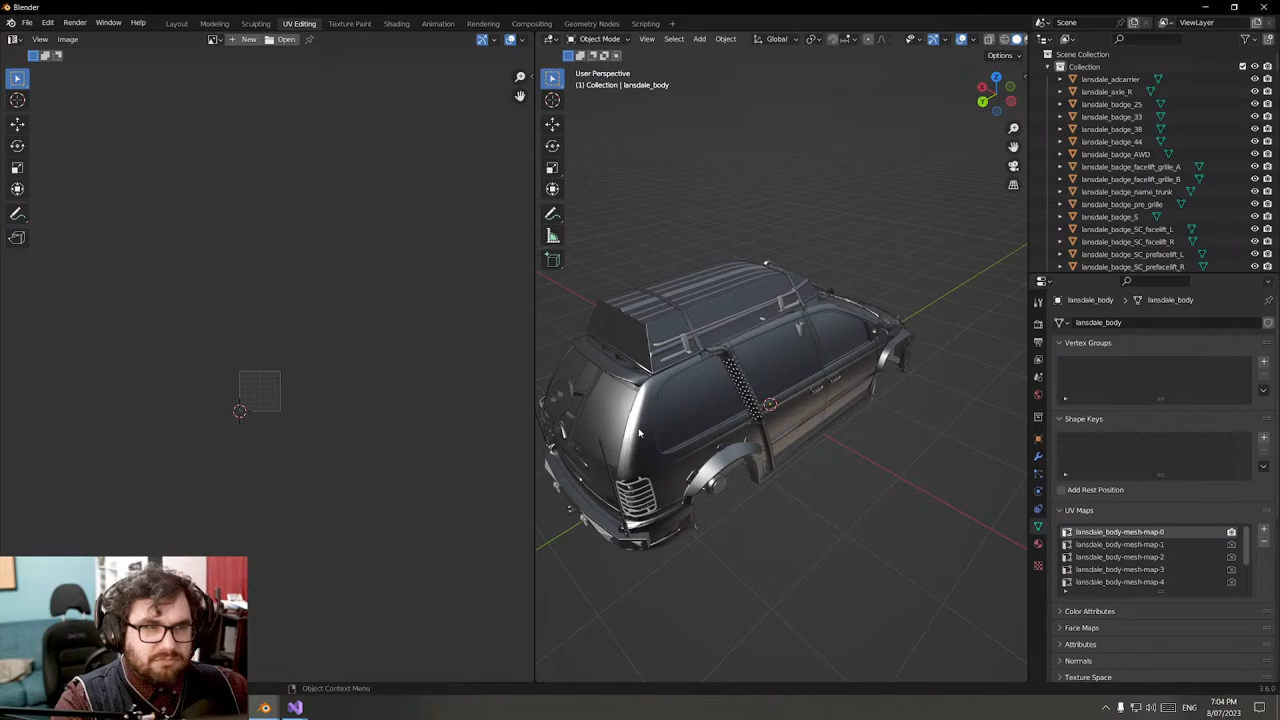 Blender
File Edit Render Window Help
Layout Modeling Sculpting UV Editing Texture Paint Shading Animation Rendering Compositing Geometry Nodes Scripting +
Scene
ViewLayer
View Image
New Open
Object Mode View Select Add Object
Global
Options
User Perspective
(1) Collection | lansdale_body
X
Y
Z
Scene Collection
Collection
lansdale_adcarrier
lansdale_axle_R
lansdale_badge_25
lansdale_badge_33
lansdale_badge_38
lansdale_badge_44
lansdale_badge_AWD
lansdale_badge_facelift_grille_A
lansdale_badge_facelift_grille_B
lansdale_badge_name_trunk
lansdale_badge_pre_grille
lansdale_badge_S
lansdale_badge_SC_facelift_L
lansdale_badge_SC_facelift_R
lansdale_badge_SC_prefacelift_L
lansdale_badge_SC_prefacelift_R
lansdale_body > lansdale_body
lansdale_body
Vertex Groups
Shape Keys
Add Rest Position
UV Maps
lansdale_body-mesh-map-0
lansdale_body-mesh-map-1
lansdale_body-mesh-map-2
lansdale_body-mesh-map-3
lansdale_body-mesh-map-4
Color Attributes
Face Maps
Attributes
Normals
Texture Space
Object Context Menu
3.6.0
ENG
7:04 PM
8/07/2023